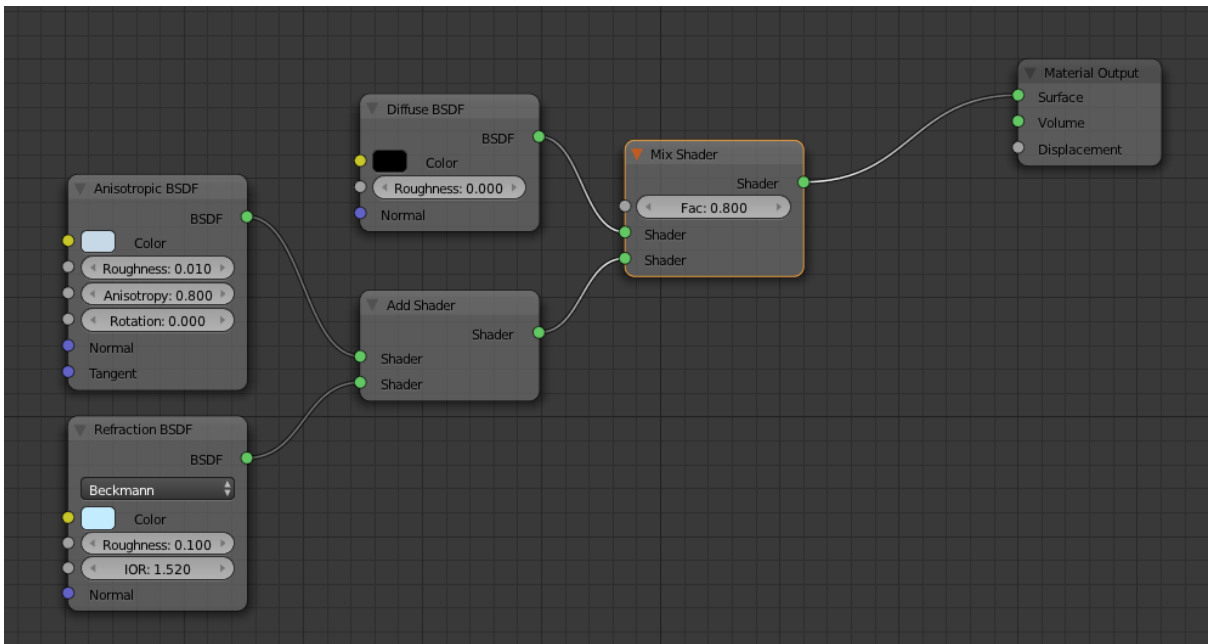 Anisotropic BSDF
BSDF
Color
Roughness: 0.010
Anisotropy: 0.800
Rotation: 0.000
Normal
Tangent
Refraction BSDF
BSDF
Beckmann
Color
Roughness: 0.100
IOR: 1.520
Normal
Diffuse BSDF
BSDF
Color
Roughness: 0.000
Normal
Add Shader
Shader
Shader
Shader
Mix Shader
Shader
Fac: 0.800
Shader
Shader
Material Output
Surface
Volume
Displacement